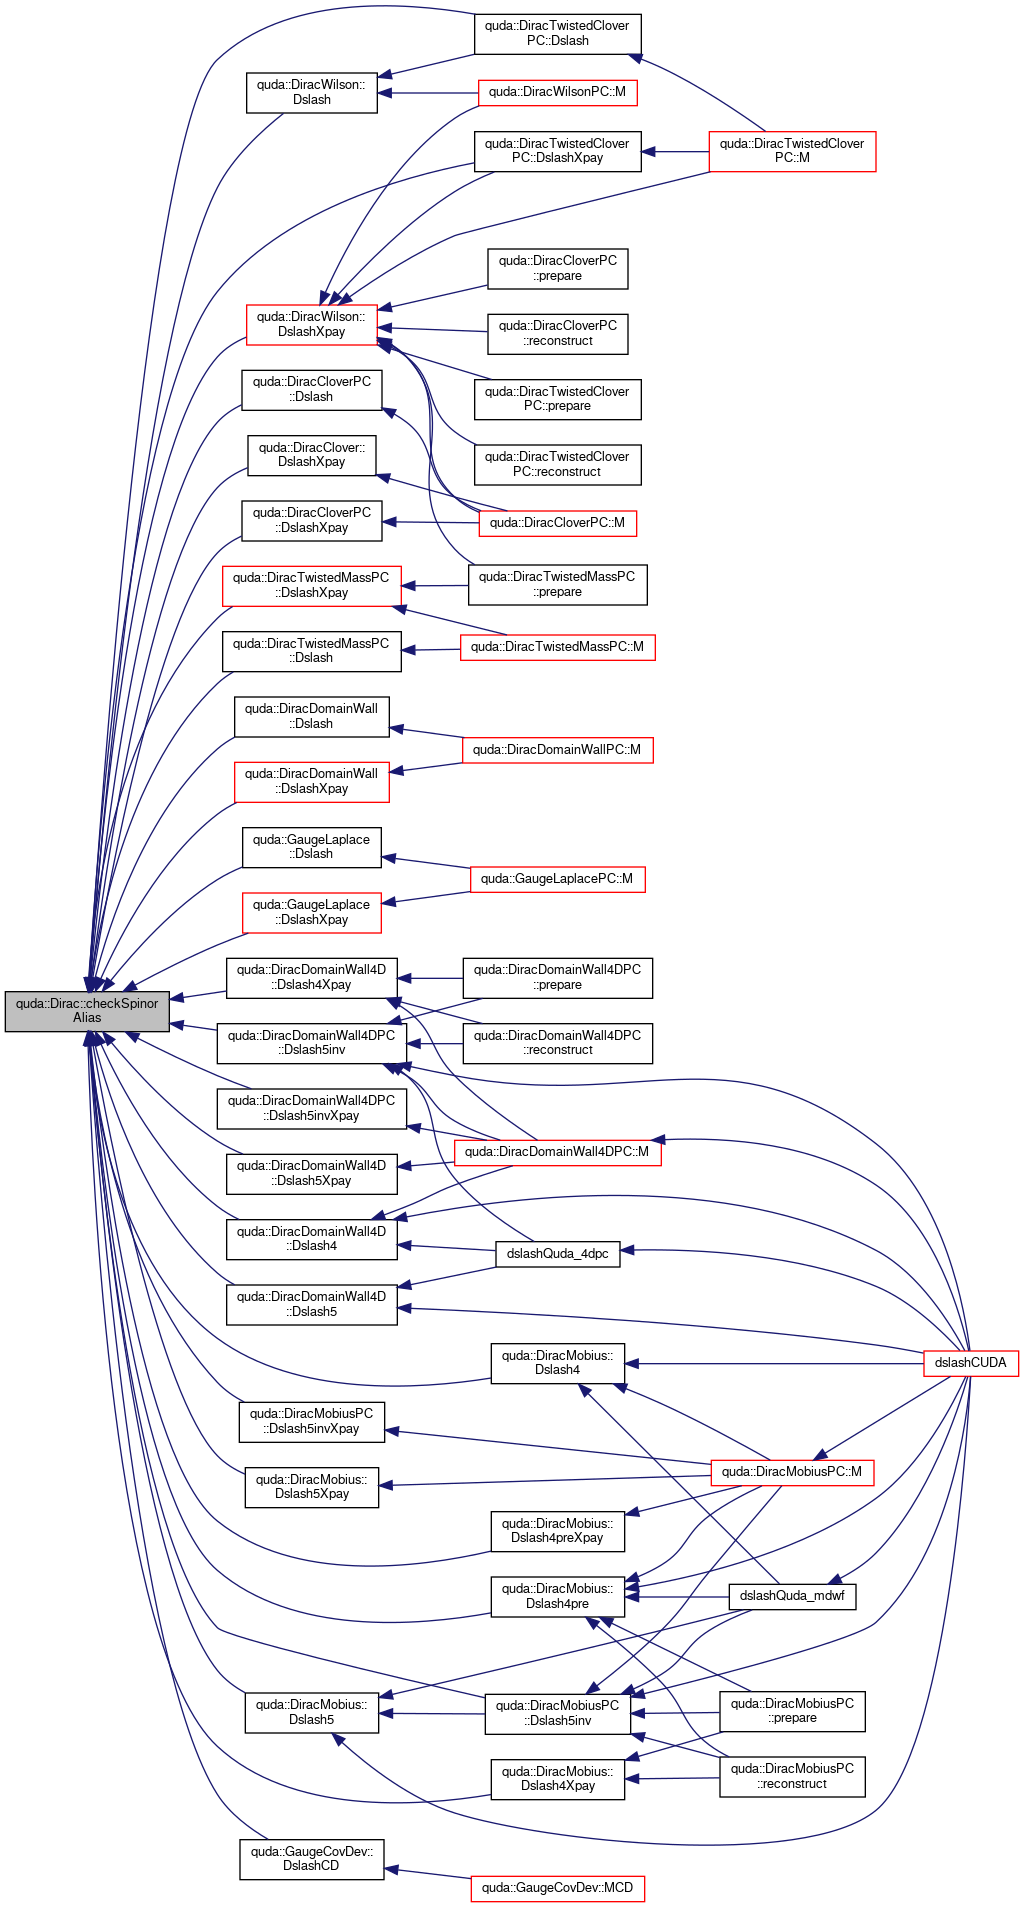 quda::DiracTwistedClover
PC::Dslash
quda::DiracWilson::
Dslash
quda::DiracWilsonPC::M
quda::DiracTwistedClover
PC::DslashXpay
quda::DiracTwistedClover
PC::M
quda::DiracCloverPC
::prepare
quda::DiracWilson::
DslashXpay
quda::DiracCloverPC
::reconstruct
quda::DiracCloverPC
::Dslash
quda::DiracTwistedClover
PC::prepare
quda::DiracClover::
DslashXpay
quda::DiracTwistedClover
PC::reconstruct
quda::DiracCloverPC
::DslashXpay
quda::DiracCloverPC::M
quda::DiracTwistedMassPC
::DslashXpay
quda::DiracTwistedMassPC
::prepare
quda::DiracTwistedMassPC
::Dslash
quda::DiracTwistedMassPC::M
quda::DiracDomainWall
::Dslash
quda::DiracDomainWallPC::M
quda::DiracDomainWall
::DslashXpay
quda::GaugeLaplace
::Dslash
quda::GaugeLaplacePC::M
quda::GaugeLaplace
::DslashXpay
quda::DiracDomainWall4D
::Dslash4Xpay
quda::DiracDomainWall4DPC
::prepare
quda::Dirac::checkSpinor
Alias
quda::DiracDomainWall4DPC
::Dslash5inv
quda::DiracDomainWall4DPC
::reconstruct
quda::DiracDomainWall4DPC
::Dslash5invXpay
quda::DiracDomainWall4DPC::M
quda::DiracDomainWall4D
::Dslash5Xpay
quda::DiracDomainWall4D
::Dslash4
dslashQuda_4dpc
quda::DiracDomainWall4D
::Dslash5
quda::DiracMobius::
Dslash4
dslashCUDA
quda::DiracMobiusPC
::Dslash5invXpay
quda::DiracMobius::
Dslash5Xpay
quda::DiracMobiusPC::M
quda::DiracMobius::
Dslash4preXpay
quda::DiracMobius::
Dslash4pre
dslashQuda_mdwf
quda::DiracMobius::
Dslash5
quda::DiracMobiusPC
::Dslash5inv
quda::DiracMobiusPC
::prepare
quda::DiracMobius::
Dslash4Xpay
quda::DiracMobiusPC
::reconstruct
quda::GaugeCovDev::
DslashCD
quda::GaugeCovDev::MCD